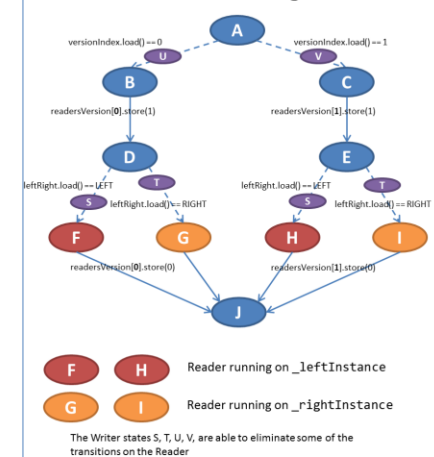 A
versionIndex.load()==0
versionIndex.load()==1
U
V
B
C
readersVersion[0].store(1)
readersVersion[1].store(1)
D
E
T
T
leftRight.load()==LEFT
leftRight.load()==LEFT
S
leftRight.load()==RIGHT
S
leftRight.load()==RIGHT
F
G
H
I
readersVersion[0].store(0)
readersVersion[1].store(0)
J
F H Reader running on _leftInstance
G I Reader running on _rightInstance
The Writer states S, T, U, V, are able to eliminate some of the
transitions on the Reader